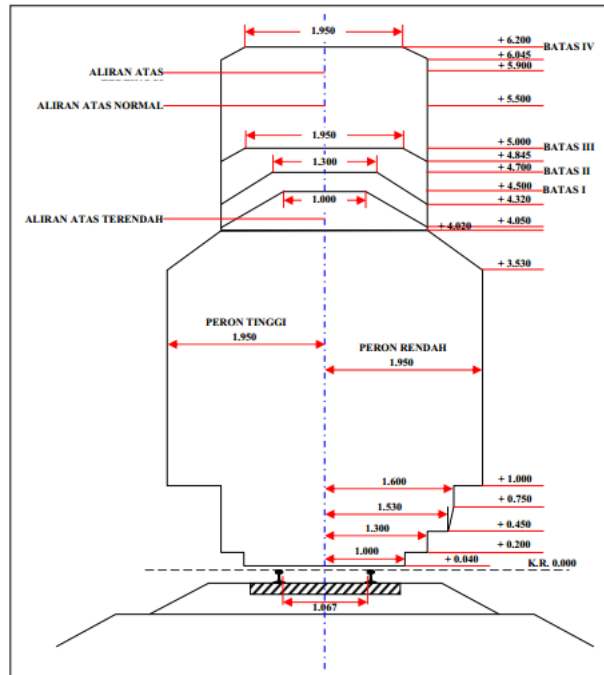 1.950
+ 6.200
BATAS IV
+ 6.045
ALIRAN ATAS
+ 5.900
ALIRAN ATAS NORMAL
+ 5.500
1.950
+ 5.000
BATAS III
+ 4.845
1.300
+ 4.700
BATAS II
+ 4.500
BATAS I
1.000
+ 4.320
ALIRAN ATAS TERENDAH
+ 4.050
+ 4.020
+ 3.530
PERON TINGGI
1.950
PERON RENDAH
1.950
1.600
+ 1.000
+ 0.750
1.530
+ 0.450
1.300
+ 0.200
1.000
+ 0.040
K.R. 0.000
1.067